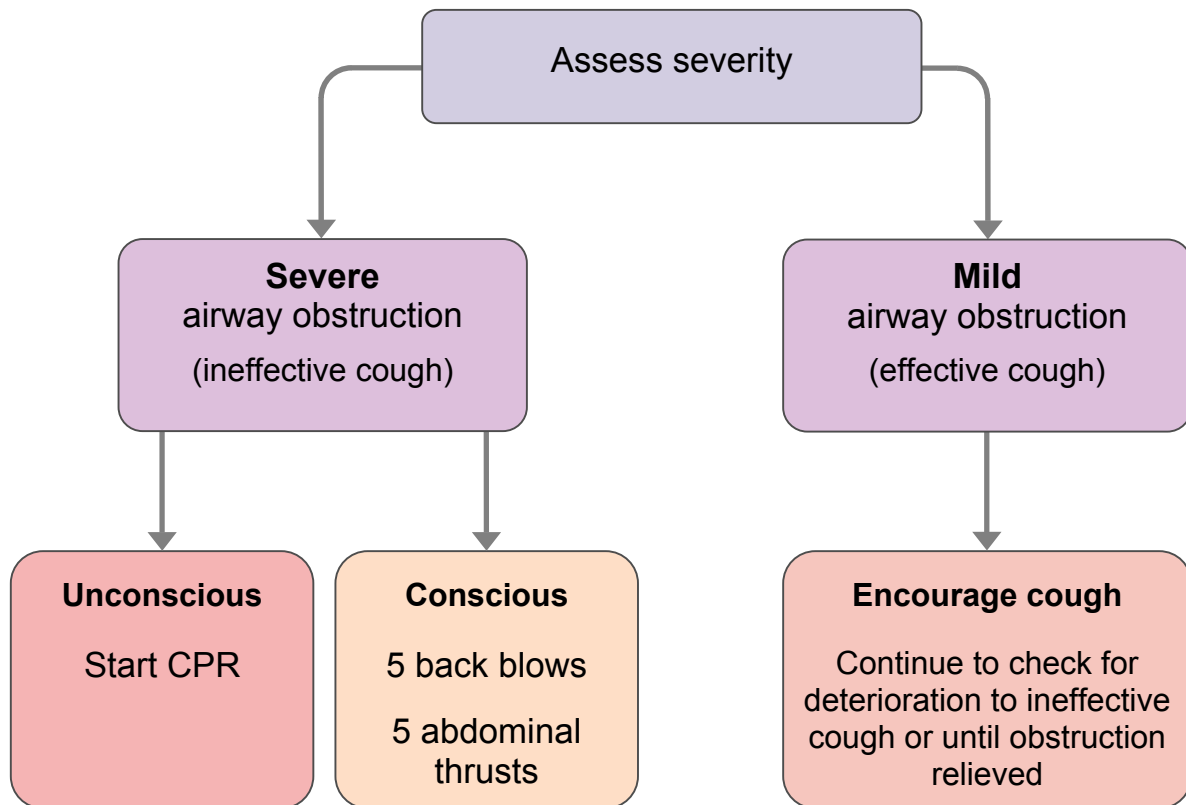 Assess severity
Severe
airway obstruction
(ineffective cough)
Mild
airway obstruction
(effective cough)
Unconscious
Start CPR
Conscious
5 back blows
5 abdominal
thrusts
Encourage cough
Continue to check for
deterioration to ineffective
cough or until obstruction
relieved